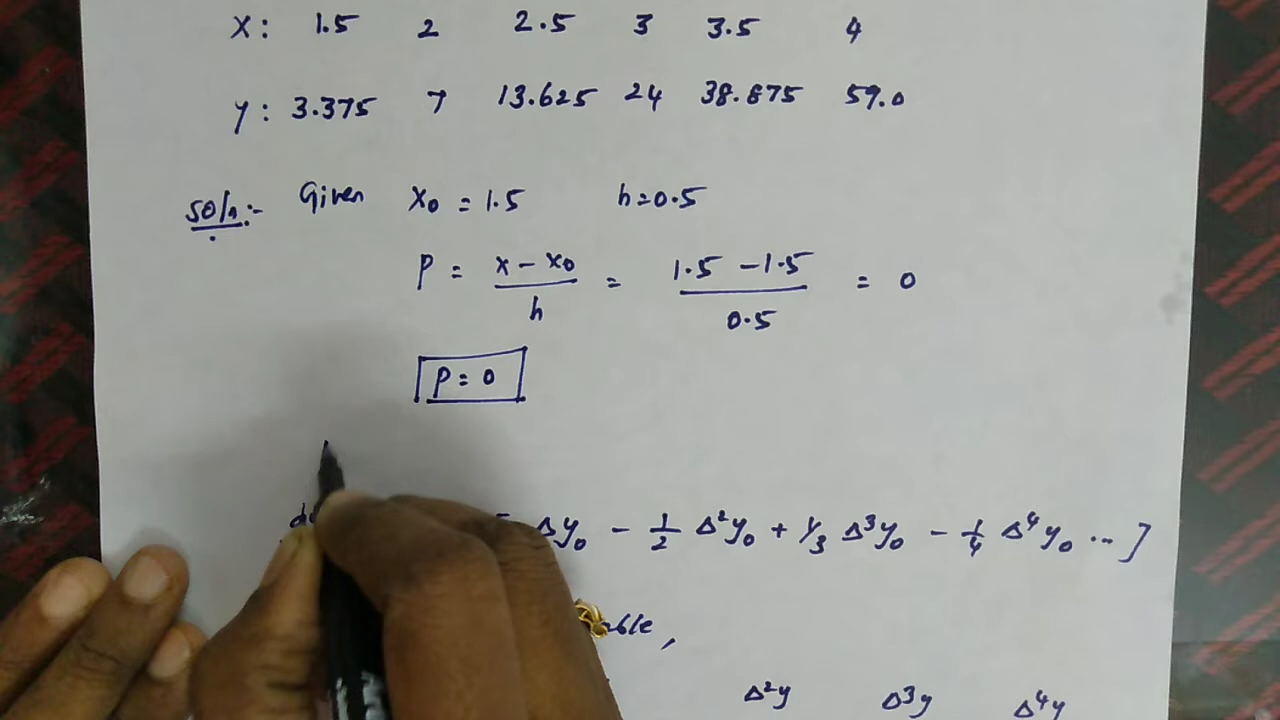 x: 1.5 2 2.5 3 3.5 4
y: 3.375 7 13.625 24 38.875 59.0
Soln:- Given x₀ = 1.5 h=0.5
P = x - x₀ / h = 1.5 - 1.5 / 0.5 = 0
P = 0
Δy₀ - 1/2 Δ²y₀ + 1/3 Δ³y₀ - 1/4 Δ⁴y₀ ... ]
,
Δ²y Δ³y Δ⁴y